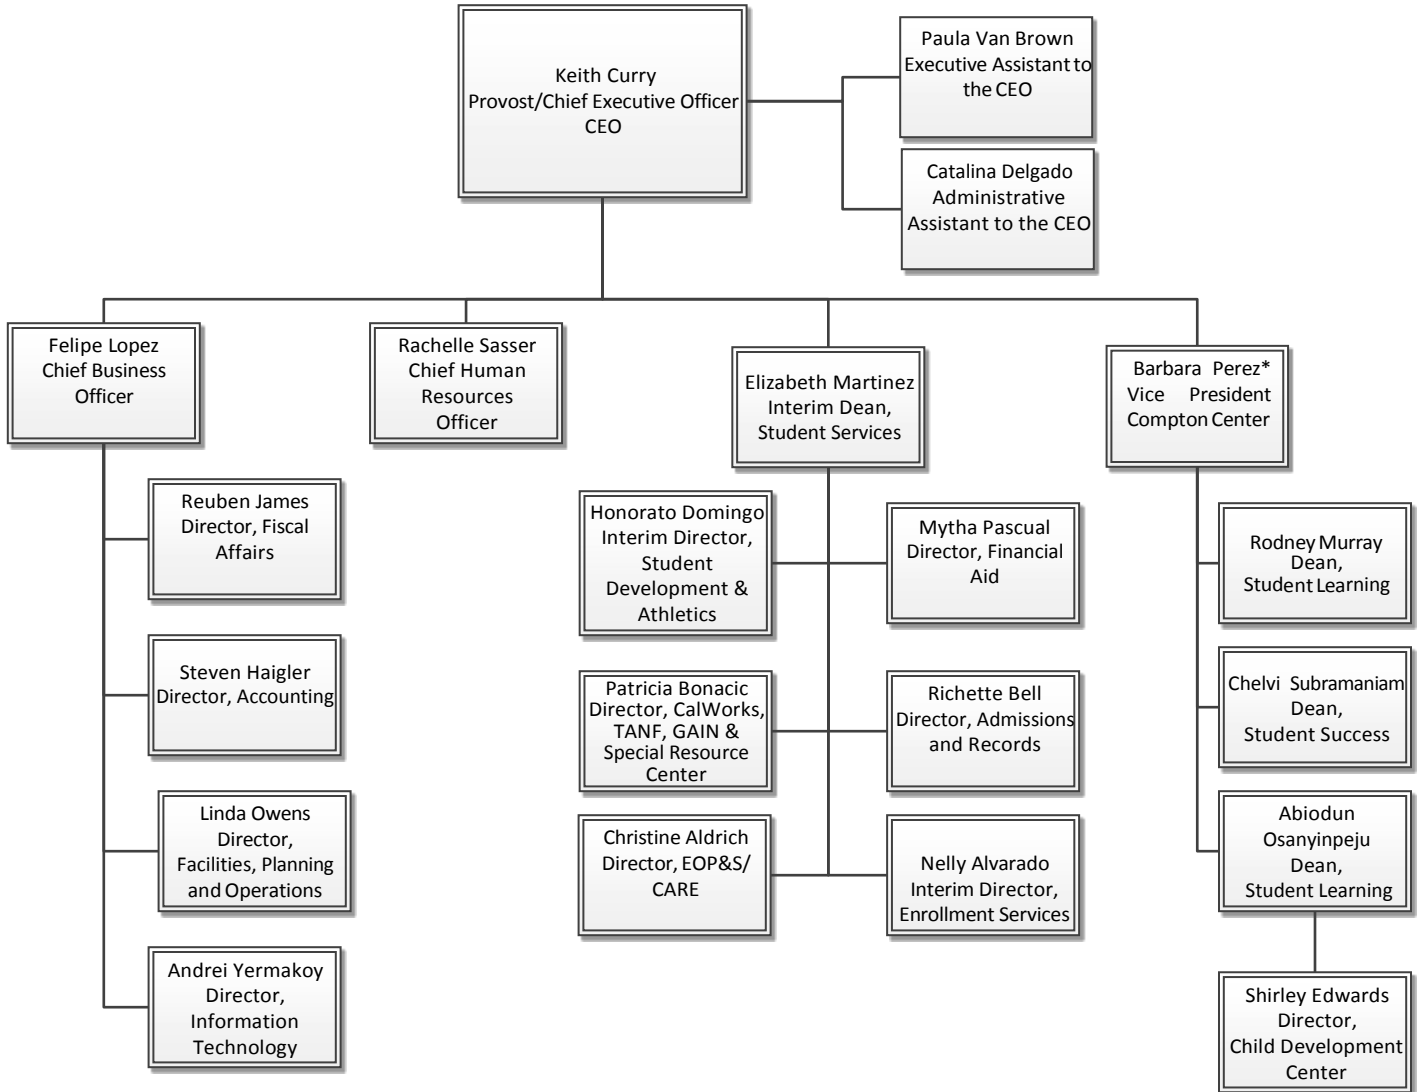 Keith Curry
Provost/Chief Executive Officer
CEO
Paula Van Brown
Executive Assistant to
the CEO
Catalina Delgado
Administrative
Assistant to the CEO
Felipe Lopez
Chief Business
Officer
Rachelle Sasser
Chief Human
Resources
Officer
Elizabeth Martinez
Interim Dean,
Student Services
Barbara Perez*
Vice President
Compton Center
Reuben James
Director, Fiscal
Affairs
Steven Haigler
Director, Accounting
Linda Owens
Director,
Facilities, Planning
and Operations
Andrei Yermakoy
Director,
Information
Technology
Honorato Domingo
Interim Director,
Student
Development &
Athletics
Mytha Pascual
Director, Financial
Aid
Patricia Bonacic
Director, CalWorks,
TANF, GAIN &
Special Resource
Center
Richette Bell
Director, Admissions
and Records
Christine Aldrich
Director, EOP&S/
CARE
Nelly Alvarado
Interim Director,
Enrollment Services
Rodney Murray
Dean,
Student Learning
Chelvi Subramaniam
Dean,
Student Success
Abiodun
Osanyinpeju
Dean,
Student Learning
Shirley Edwards
Director,
Child Development
Center